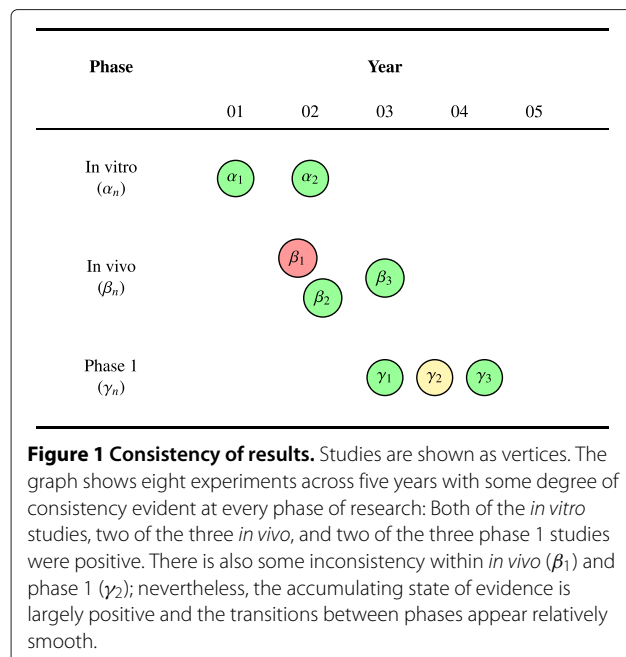 Phase Year
01 02 03 04 05
In vitro
(αn)
α1 α2
In vivo
(βn)
β1
β2
β3
Phase 1
(γn)
γ1 γ2 γ3
Figure 1 Consistency of results. Studies are shown as vertices. The
graph shows eight experiments across five years with some degree of
consistency evident at every phase of research: Both of the in vitro
studies, two of the three in vivo, and two of the three phase 1 studies
were positive. There is also some inconsistency within in vivo (β1) and
phase 1 (γ2); nevertheless, the accumulating state of evidence is
largely positive and the transitions between phases appear relatively
smooth.